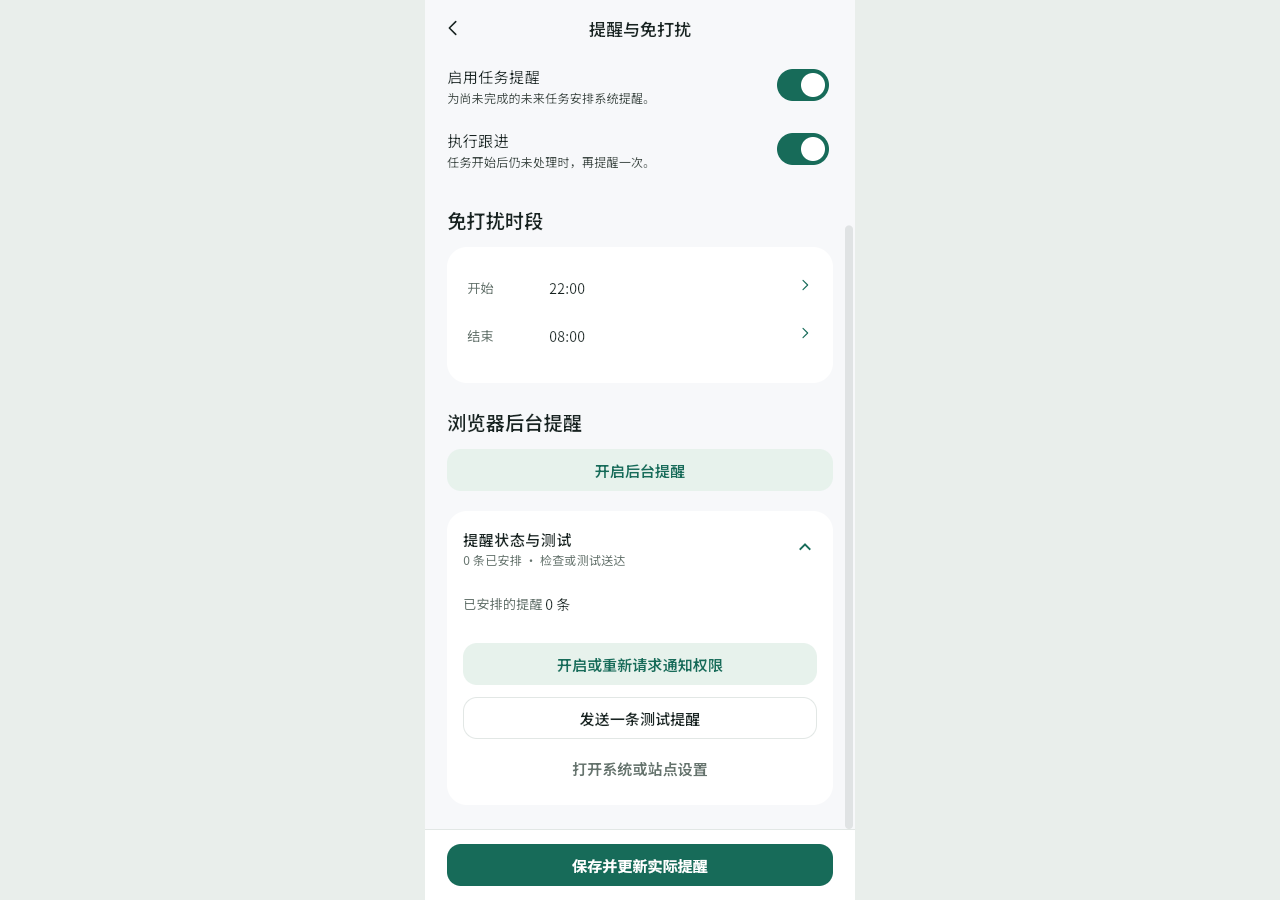 提醒与免打扰
启用任务提醒
为尚未完成的未来任务安排系统提醒。
执行跟进
任务开始后仍未处理时，再提醒一次。
免打扰时段
开始 22:00
结束 08:00
浏览器后台提醒
开启后台提醒
提醒状态与测试
0 条已安排 · 检查或测试送达
已安排的提醒 0 条
开启或重新请求通知权限
发送一条测试提醒
打开系统或站点设置
保存并更新实际提醒